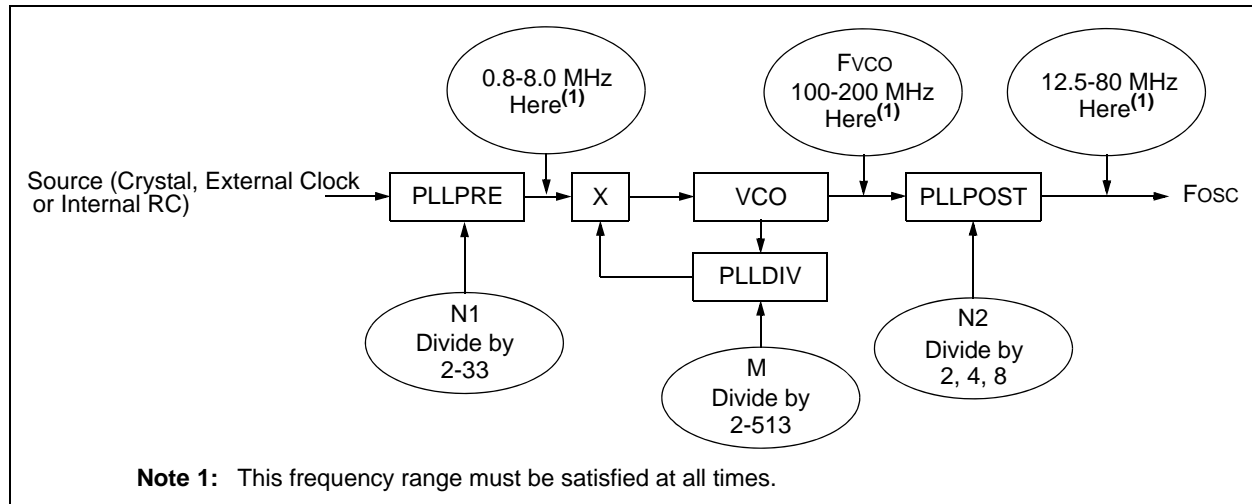 0.8-8.0 MHz
Here(1)
FVCO
100-200 MHz
Here(1)
12.5-80 MHz
Here(1)
Source (Crystal, External Clock
or Internal RC)
PLLPRE
X
VCO
PLLPOST
FOSC
PLLDIV
N1
Divide by
2-33
M
Divide by
2-513
N2
Divide by
2, 4, 8
Note 1: This frequency range must be satisfied at all times.